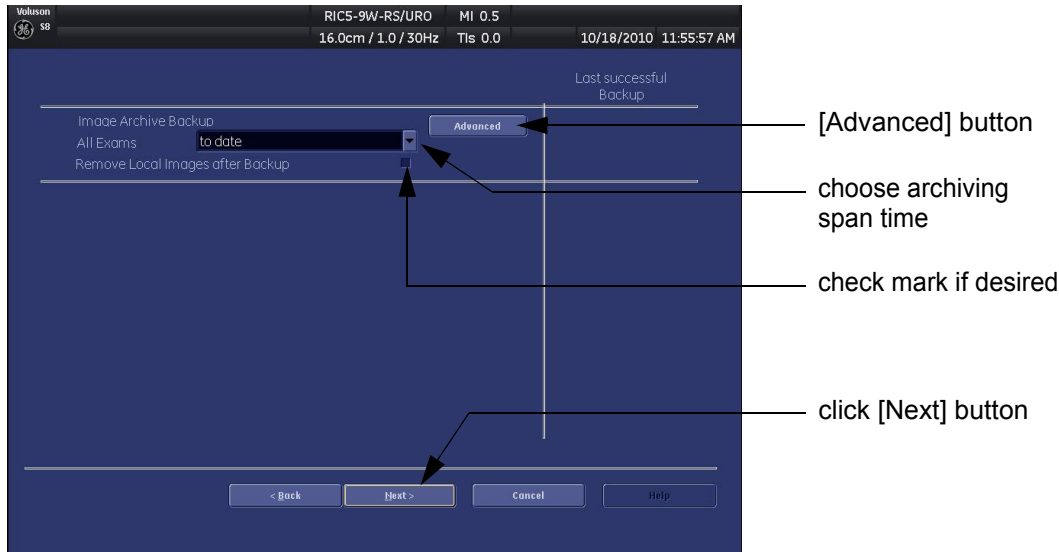 Voluson
S8
RIC5-9W-RS/URO MI 0.5
16.0cm / 1.0 / 30Hz TIs 0.0 10/18/2010 11:55:57 AM
Last successful
Backup
Image Archive Backup
Advanced
All Exams to date
Remove Local Images after Backup
[Advanced] button
choose archiving
span time
check mark if desired
click [Next] button
< Back
Next >
Cancel
Help